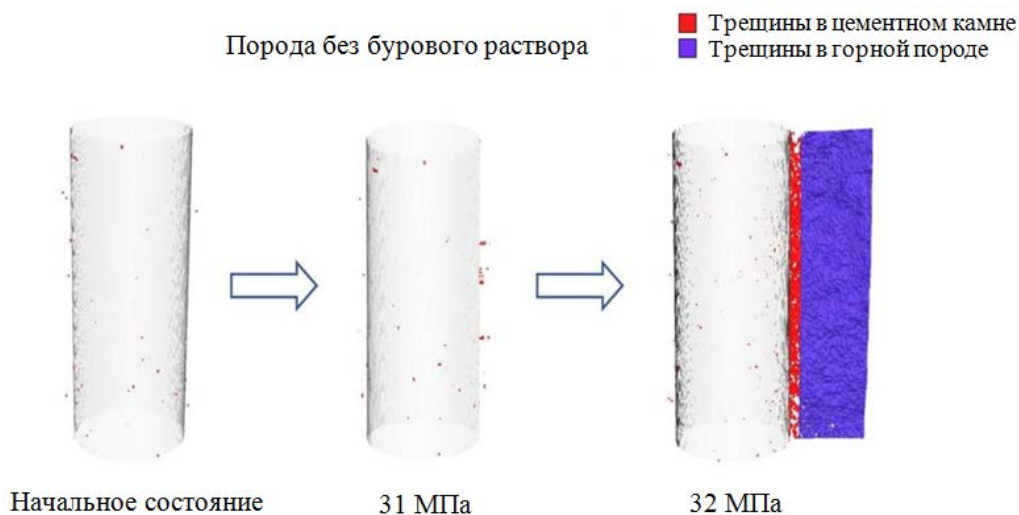 Порода без бурового раствора
Трещины в цементном камне
Трещины в горной породе
Начальное состояние
31 МПа
32 МПа